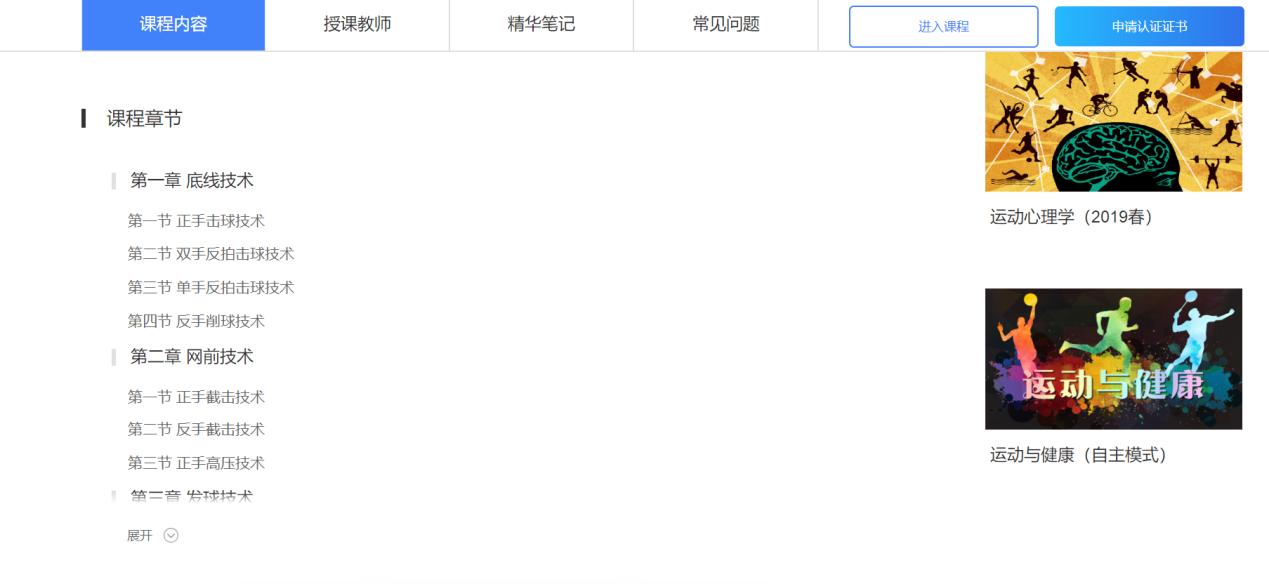 课程内容
授课教师
精华笔记
常见问题
进入课程
申请认证证书
课程章节
第一章 底线技术
第一节 正手击球技术
第二节 双手反拍击球技术
第三节 单手反拍击球技术
第四节 反手削球技术
第二章 网前技术
第一节 正手截击技术
第二节 反手截击技术
第三节 正手高压技术
第三章 发球技术
展开
运动心理学（2019春）
运动与健康
运动与健康（自主模式）